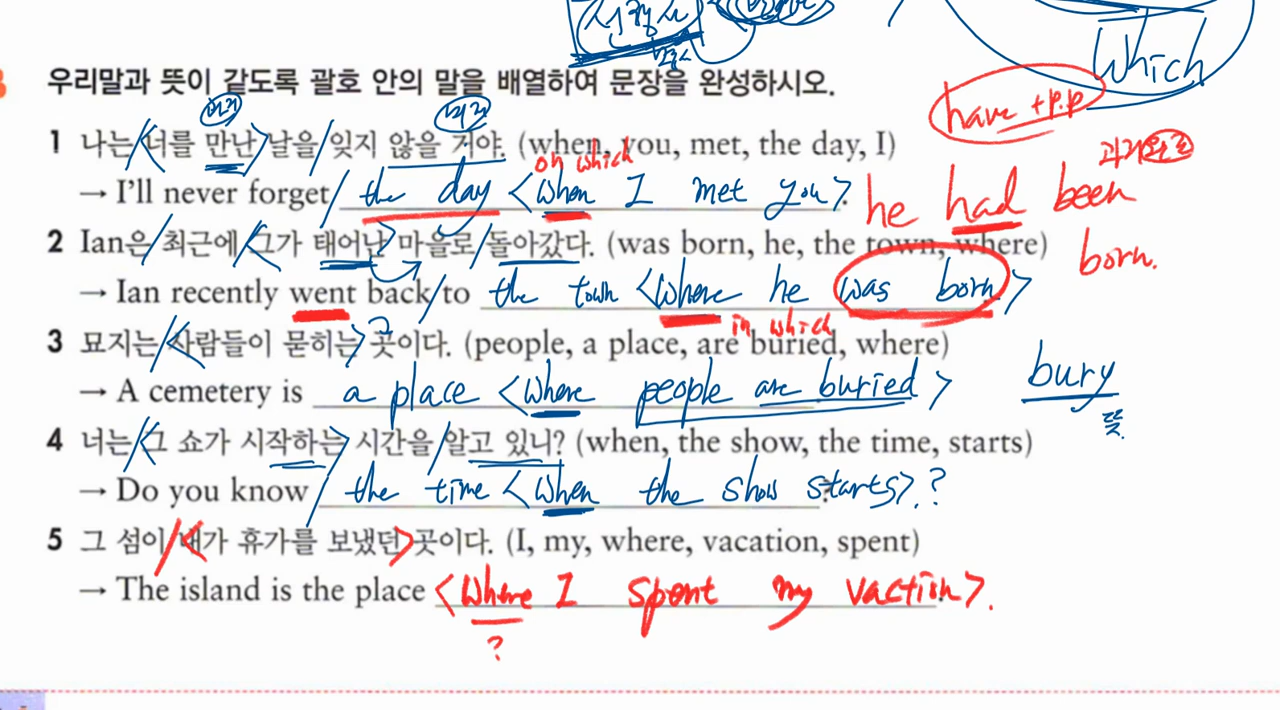 which
우리말과 뜻이 같도록 괄호 안의 말을 배열하여 문장을 완성하시오.
have + p.p
1 나는 너를 만난 날을 잊지 않을 거야. (when, you, met, the day, I)
on which
과거완료
→ I'll never forget the day <when I met you>.
he had been
born.
2 Ian은 최근에 그가 태어난 마을로 돌아갔다. (was born, he, the town, where)
→ Ian recently went back to the town <where he was born>
in which
3 묘지는 사람들이 묻히는 곳이다. (people, a place, are buried, where)
→ A cemetery is a place <where people are buried>
bury
뜻.
4 너는 그 쇼가 시작하는 시간을 알고 있니? (when, the show, the time, starts)
→ Do you know the time <when the show starts>.?
5 그 섬이 내가 휴가를 보냈던 곳이다. (I, my, where, vacation, spent)
→ The island is the place <where I spent my vaction>.
?